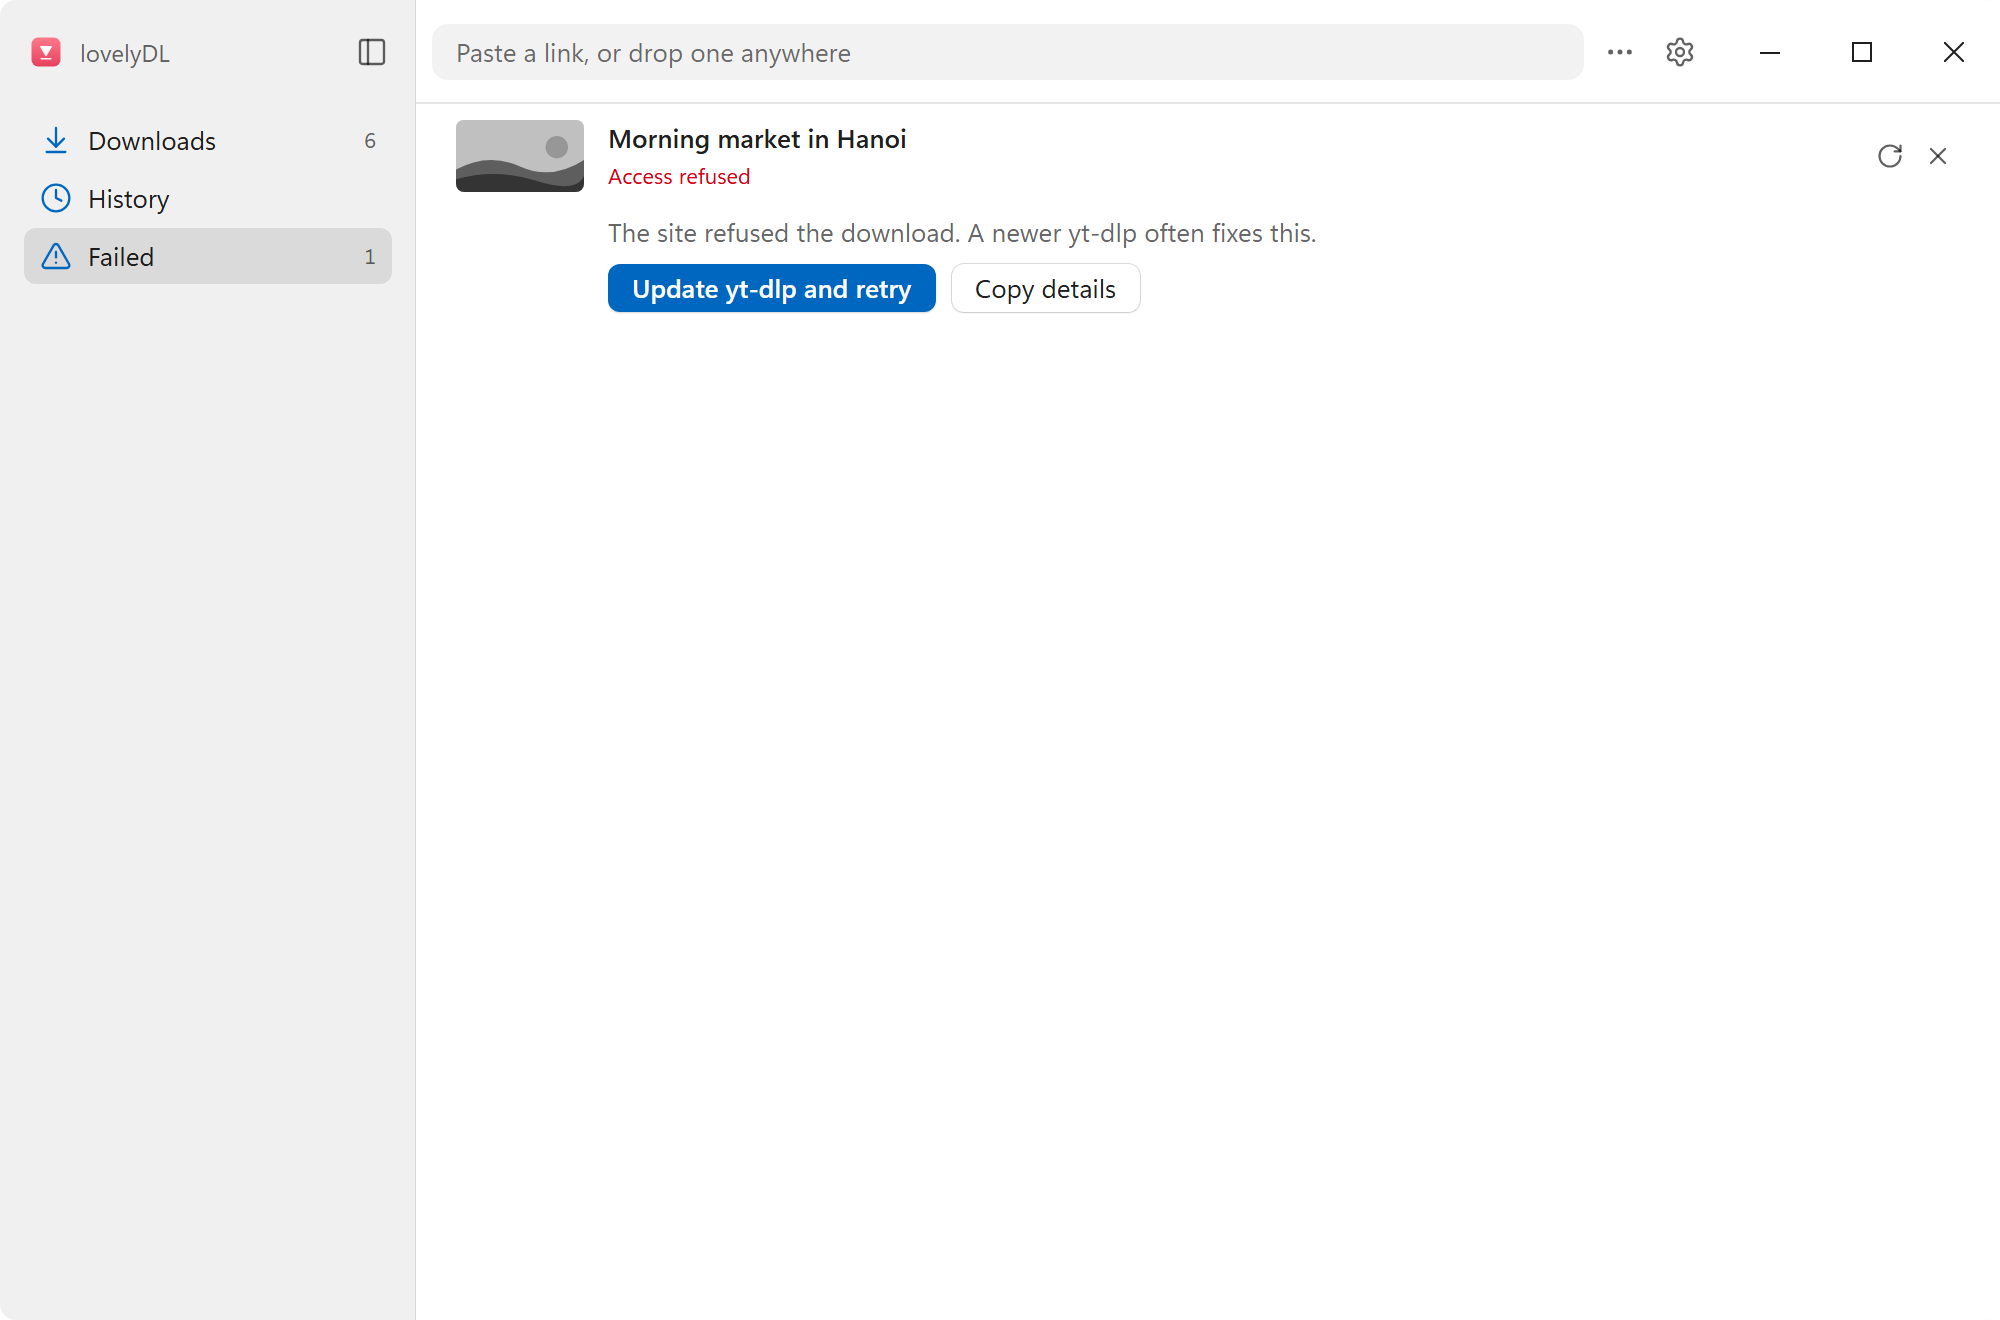 lovelyDL
Paste a link, or drop one anywhere
Downloads 6
History
Failed 1
Morning market in Hanoi
Access refused
The site refused the download. A newer yt-dlp often fixes this.
Update yt-dlp and retry
Copy details